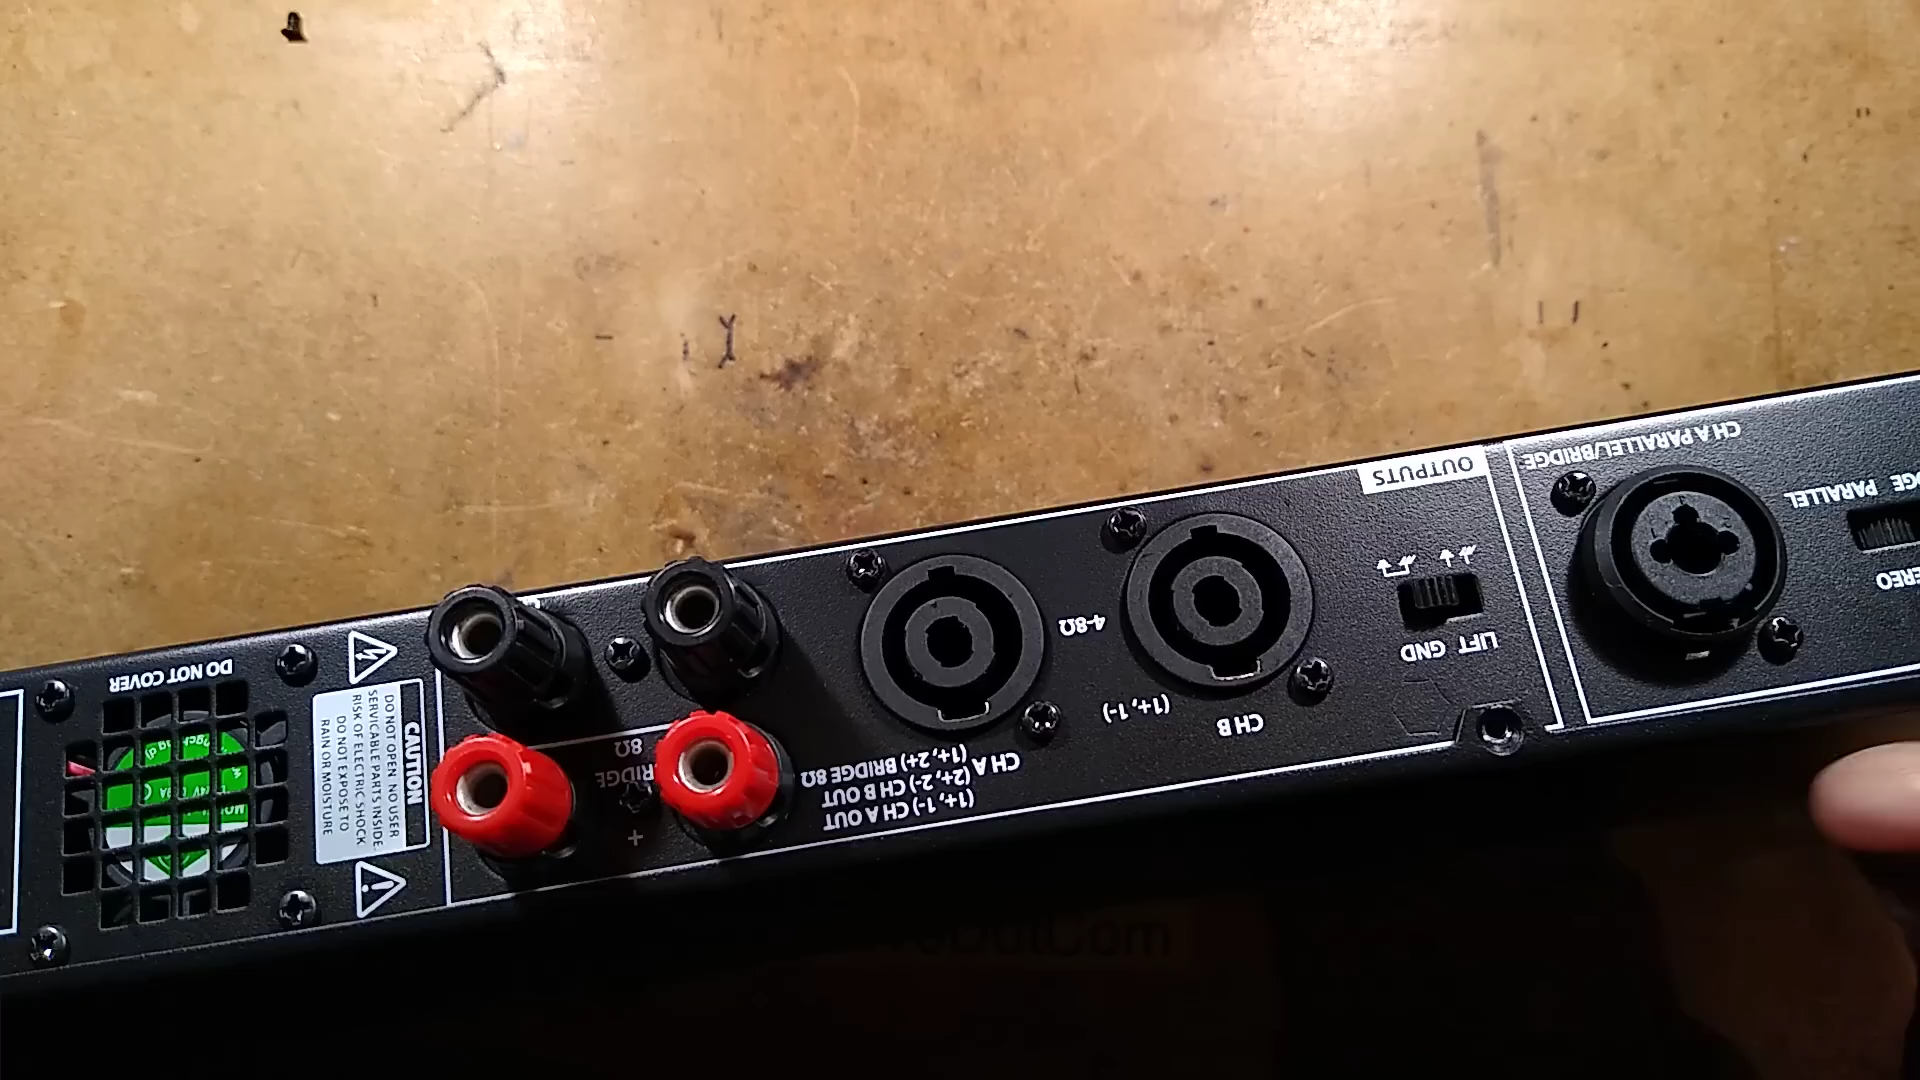 CH A PARALLEL/BRIDGE
PARALLEL
OUTPUTS
LIFT GND
CH B
(1+, 1-)
4-8Ω
CH A
(1+, 1-) CH A OUT
(2+, 2-) CH B OUT
(1+, 2+) BRIDGE 8Ω
8Ω
+
CAUTION
DO NOT OPEN. NO USER
SERVICABLE PARTS INSIDE.
RISK OF ELECTRIC SHOCK
DO NOT EXPOSE TO
RAIN OR MOISTURE
DO NOT COVER